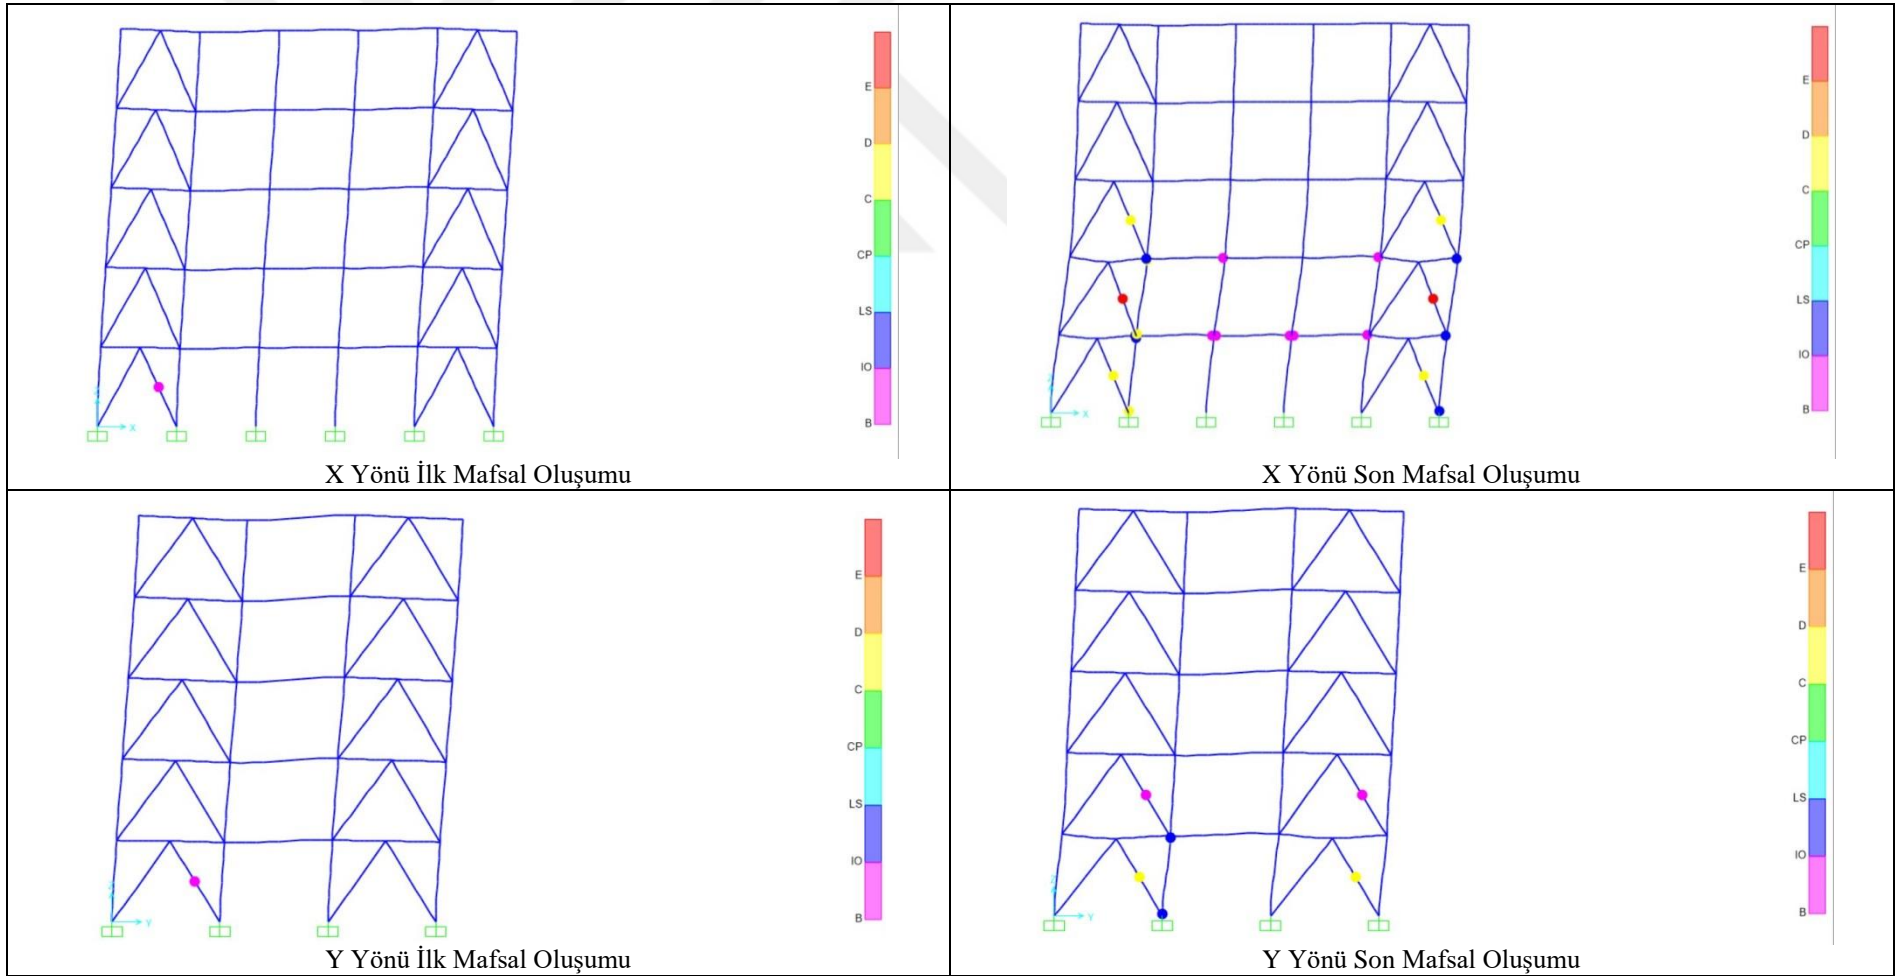 E
D
C
CP
LS
IO
B
Z
X
X Yönü İlk Mafsal Oluşumu
E
D
C
CP
LS
IO
B
Z
X
X Yönü Son Mafsal Oluşumu
E
D
C
CP
LS
IO
B
Z
Y
Y Yönü İlk Mafsal Oluşumu
E
D
C
CP
LS
IO
B
Z
Y
Y Yönü Son Mafsal Oluşumu